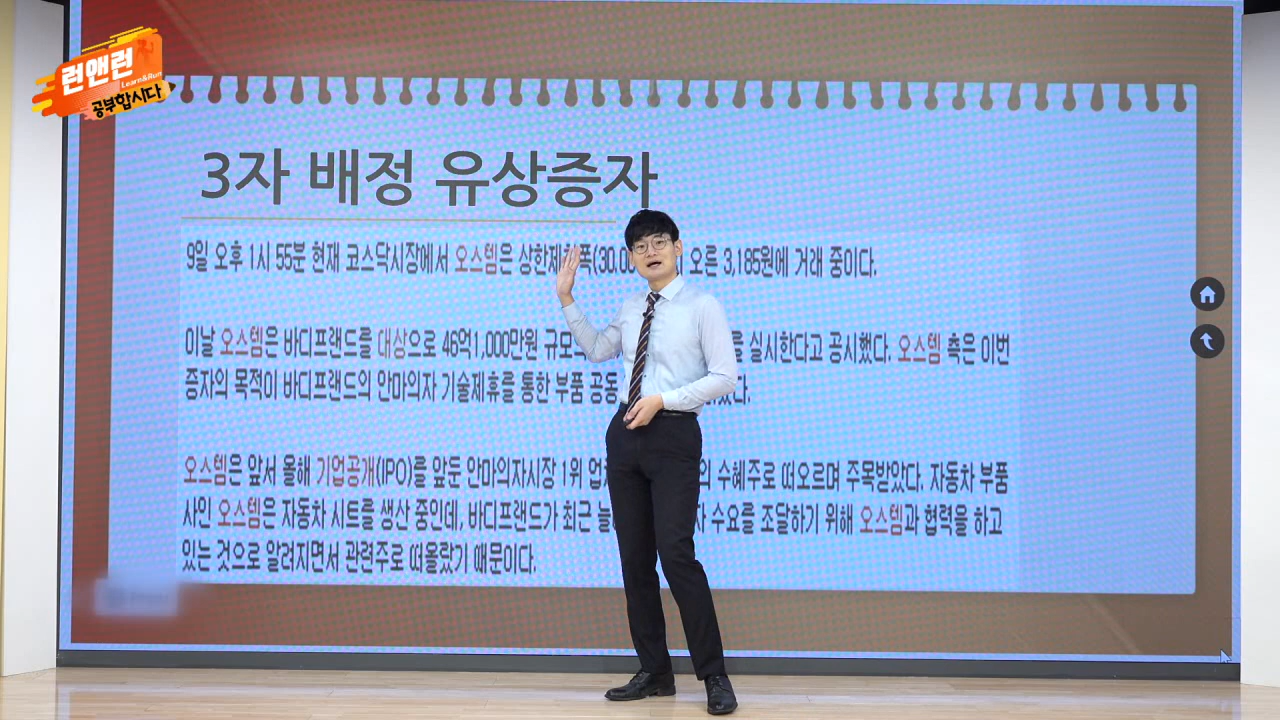 런앤런
Learn&Run
공부합시다
3자 배정 유상증자
9일 오후 1시 55분 현재 코스닥시장에서 오스템은 상한제한폭(30.00 오른 3,185원에 거래 중이다.
이날 오스템은 바디프랜드를 대상으로 46억1,000만원 규모의 실시한다고 공시했다. 오스템 측은 이번
증자의 목적이 바디프랜드의 안마의자 기술제휴를 통한 부품 공동
오스템은 앞서 올해 기업공개(IPO)를 앞둔 안마의자시장 1위 수혜주로 떠오르며 주목받았다. 자동차 부품
사인 오스템은 자동차 시트를 생산 중인데, 바디프랜드가 최근 수요를 조달하기 위해 오스템과 협력을 하고
있는 것으로 알려지면서 관련주로 떠올랐기 때문이다.